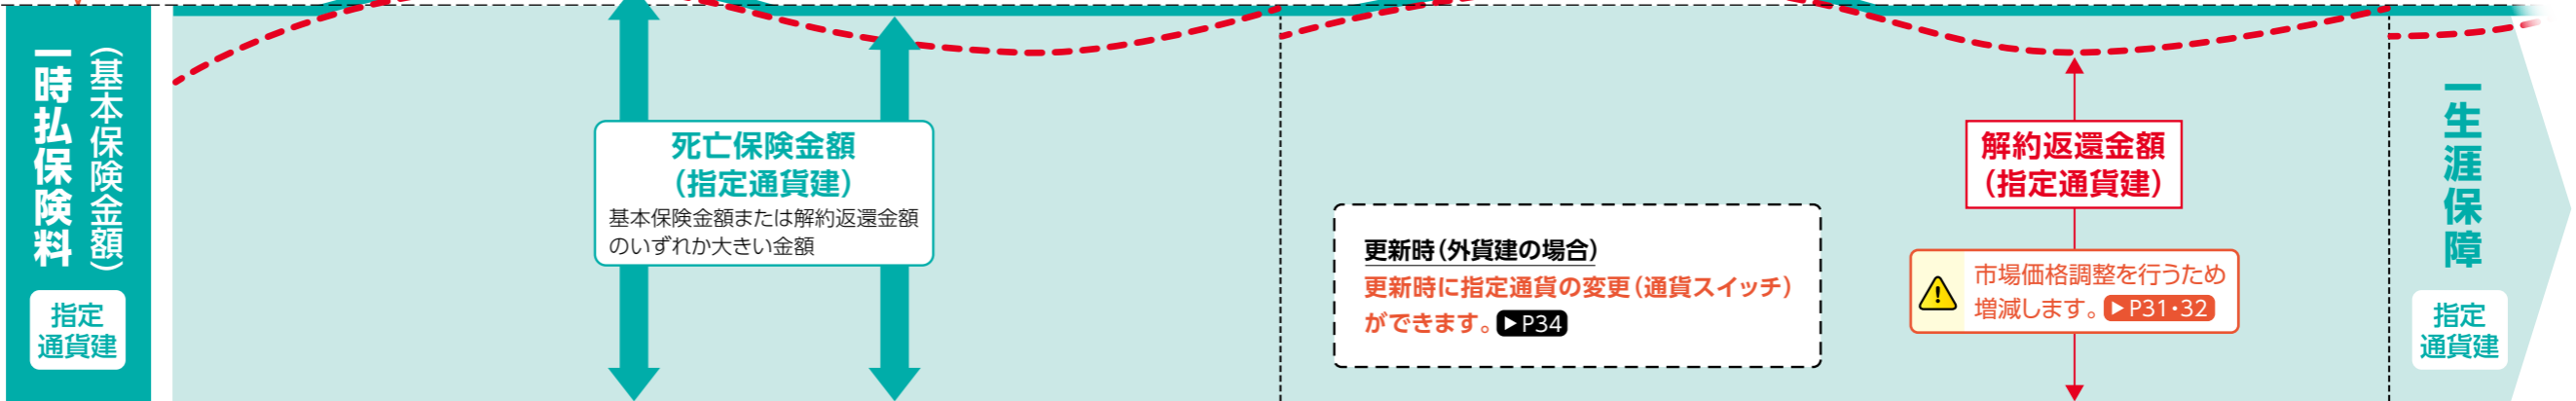 一時払保険料
（基本保険金額）
指定
通貨建
死亡保険金額
（指定通貨建）
基本保険金額または解約返還金額
のいずれか大きい金額
更新時（外貨建の場合）
更新時に指定通貨の変更（通貨スイッチ）
ができます。▶P34
解約返還金額
（指定通貨建）
市場価格調整を行うため
増減します。▶P31・32
一生涯保障
指定
通貨建